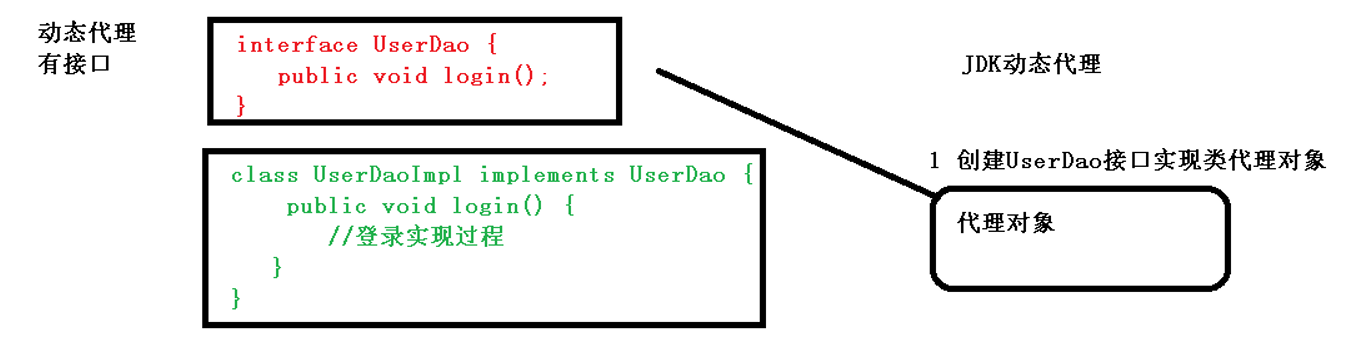 动态代理
有接口
interface UserDao {
public void login();
}
class UserDaoImpl implements UserDao {
public void login() {
//登录实现过程
}
}
JDK动态代理
1 创建UserDao接口实现类代理对象
代理对象